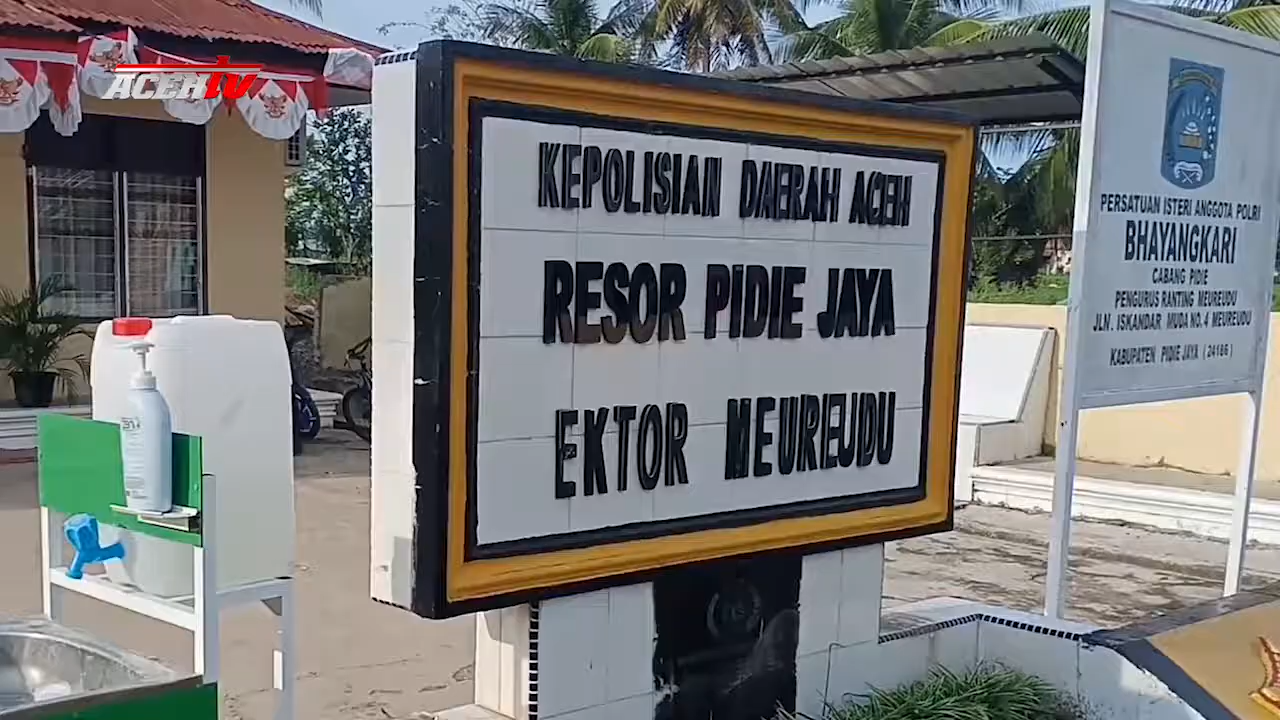 ACEHTV
KEPOLISIAN DAERAH ACEH
RESOR PIDIE JAYA
EKTOR MEUREUDU
PERSATUAN ISTERI ANGGOTA POLRI
BHAYANGKARI
CABANG PIDIE
PENGURUS RANTING MEUREUDU
JLN. ISKANDAR MUDA NO. 4 MEUREUDU
KABUPATEN PIDIE JAYA ( 24186 )